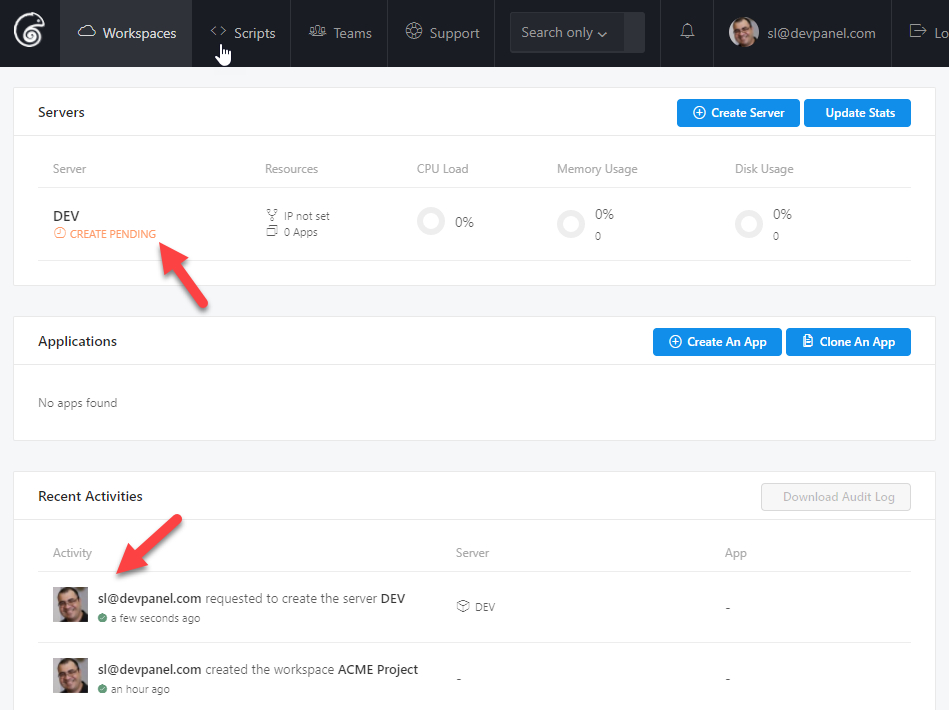 Workspaces
Scripts
Teams
Support
Search only
sl@devpanel.com
Lo
Servers
Create Server
Update Stats
Server
Resources
CPU Load
Memory Usage
Disk Usage
DEV
CREATE PENDING
IP not set
0 Apps
0%
0%
0
0%
0
Applications
Create An App
Clone An App
No apps found
Recent Activities
Download Audit Log
Activity
Server
App
sl@devpanel.com requested to create the server DEV
a few seconds ago
DEV
-
sl@devpanel.com created the workspace ACME Project
an hour ago
-
-